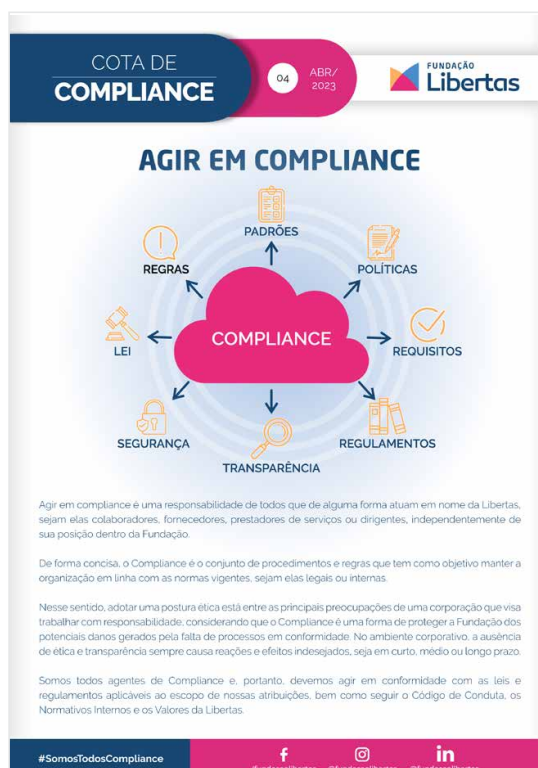 COTA DE
COMPLIANCE
04
ABR/
2023
FUNDAÇÃO
Libertas
AGIR EM COMPLIANCE
PADRÕES
REGRAS
POLÍTICAS
COMPLIANCE
LEI
REQUISITOS
SEGURANÇA
REGULAMENTOS
TRANSPARÊNCIA
Agir em compliance é uma responsabilidade de todos que de alguma forma atuam em nome da Libertas,
sejam elas colaboradores, fornecedores, prestadores de serviços ou dirigentes, independentemente de
sua posição dentro da Fundação.
De forma concisa, o Compliance é o conjunto de procedimentos e regras que tem como objetivo manter a
organização em linha com as normas vigentes, sejam elas legais ou internas.
Nesse sentido, adotar uma postura ética está entre as principais preocupações de uma corporação que visa
trabalhar com responsabilidade, considerando que o Compliance é uma forma de proteger a Fundação dos
potenciais danos gerados pela falta de processos em conformidade. No ambiente corporativo, a ausência
de ética e transparência sempre causa reações e efeitos indesejados, seja em curto, médio ou longo prazo.
Somos todos agentes de Compliance e, portanto, devemos agir em conformidade com as leis e
regulamentos aplicáveis ao escopo de nossas atribuições, bem como seguir o Código de Conduta, os
Normativos Internos e os Valores da Libertas.
#SomosTodosCompliance